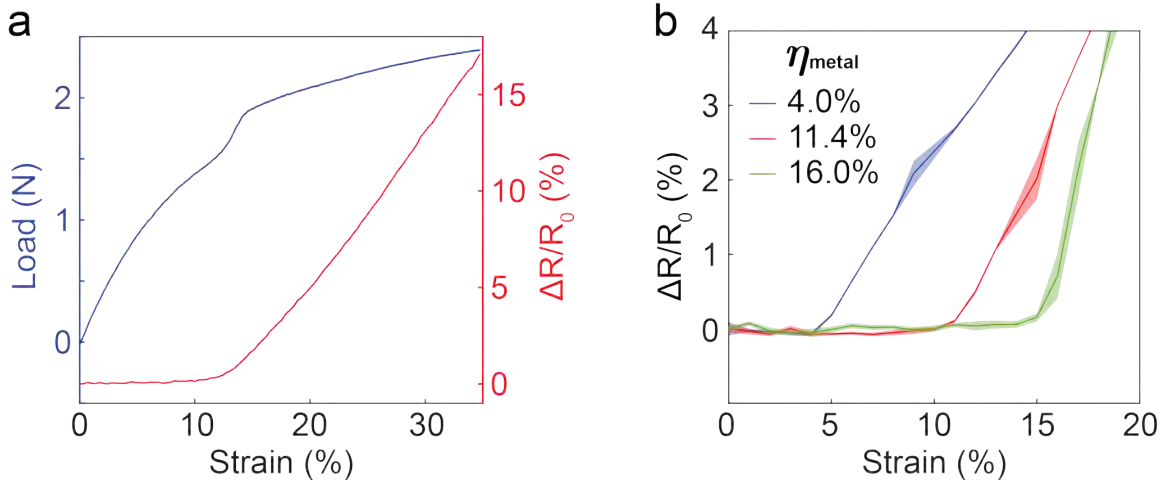 a
Load (N)
2
1
0
15
10
5
0
ΔR/R₀ (%)
0 10 20 30
Strain (%)
b
ΔR/R₀ (%)
4
3
2
1
0
η metal
4.0%
11.4%
16.0%
0 5 10 15 20
Strain (%)